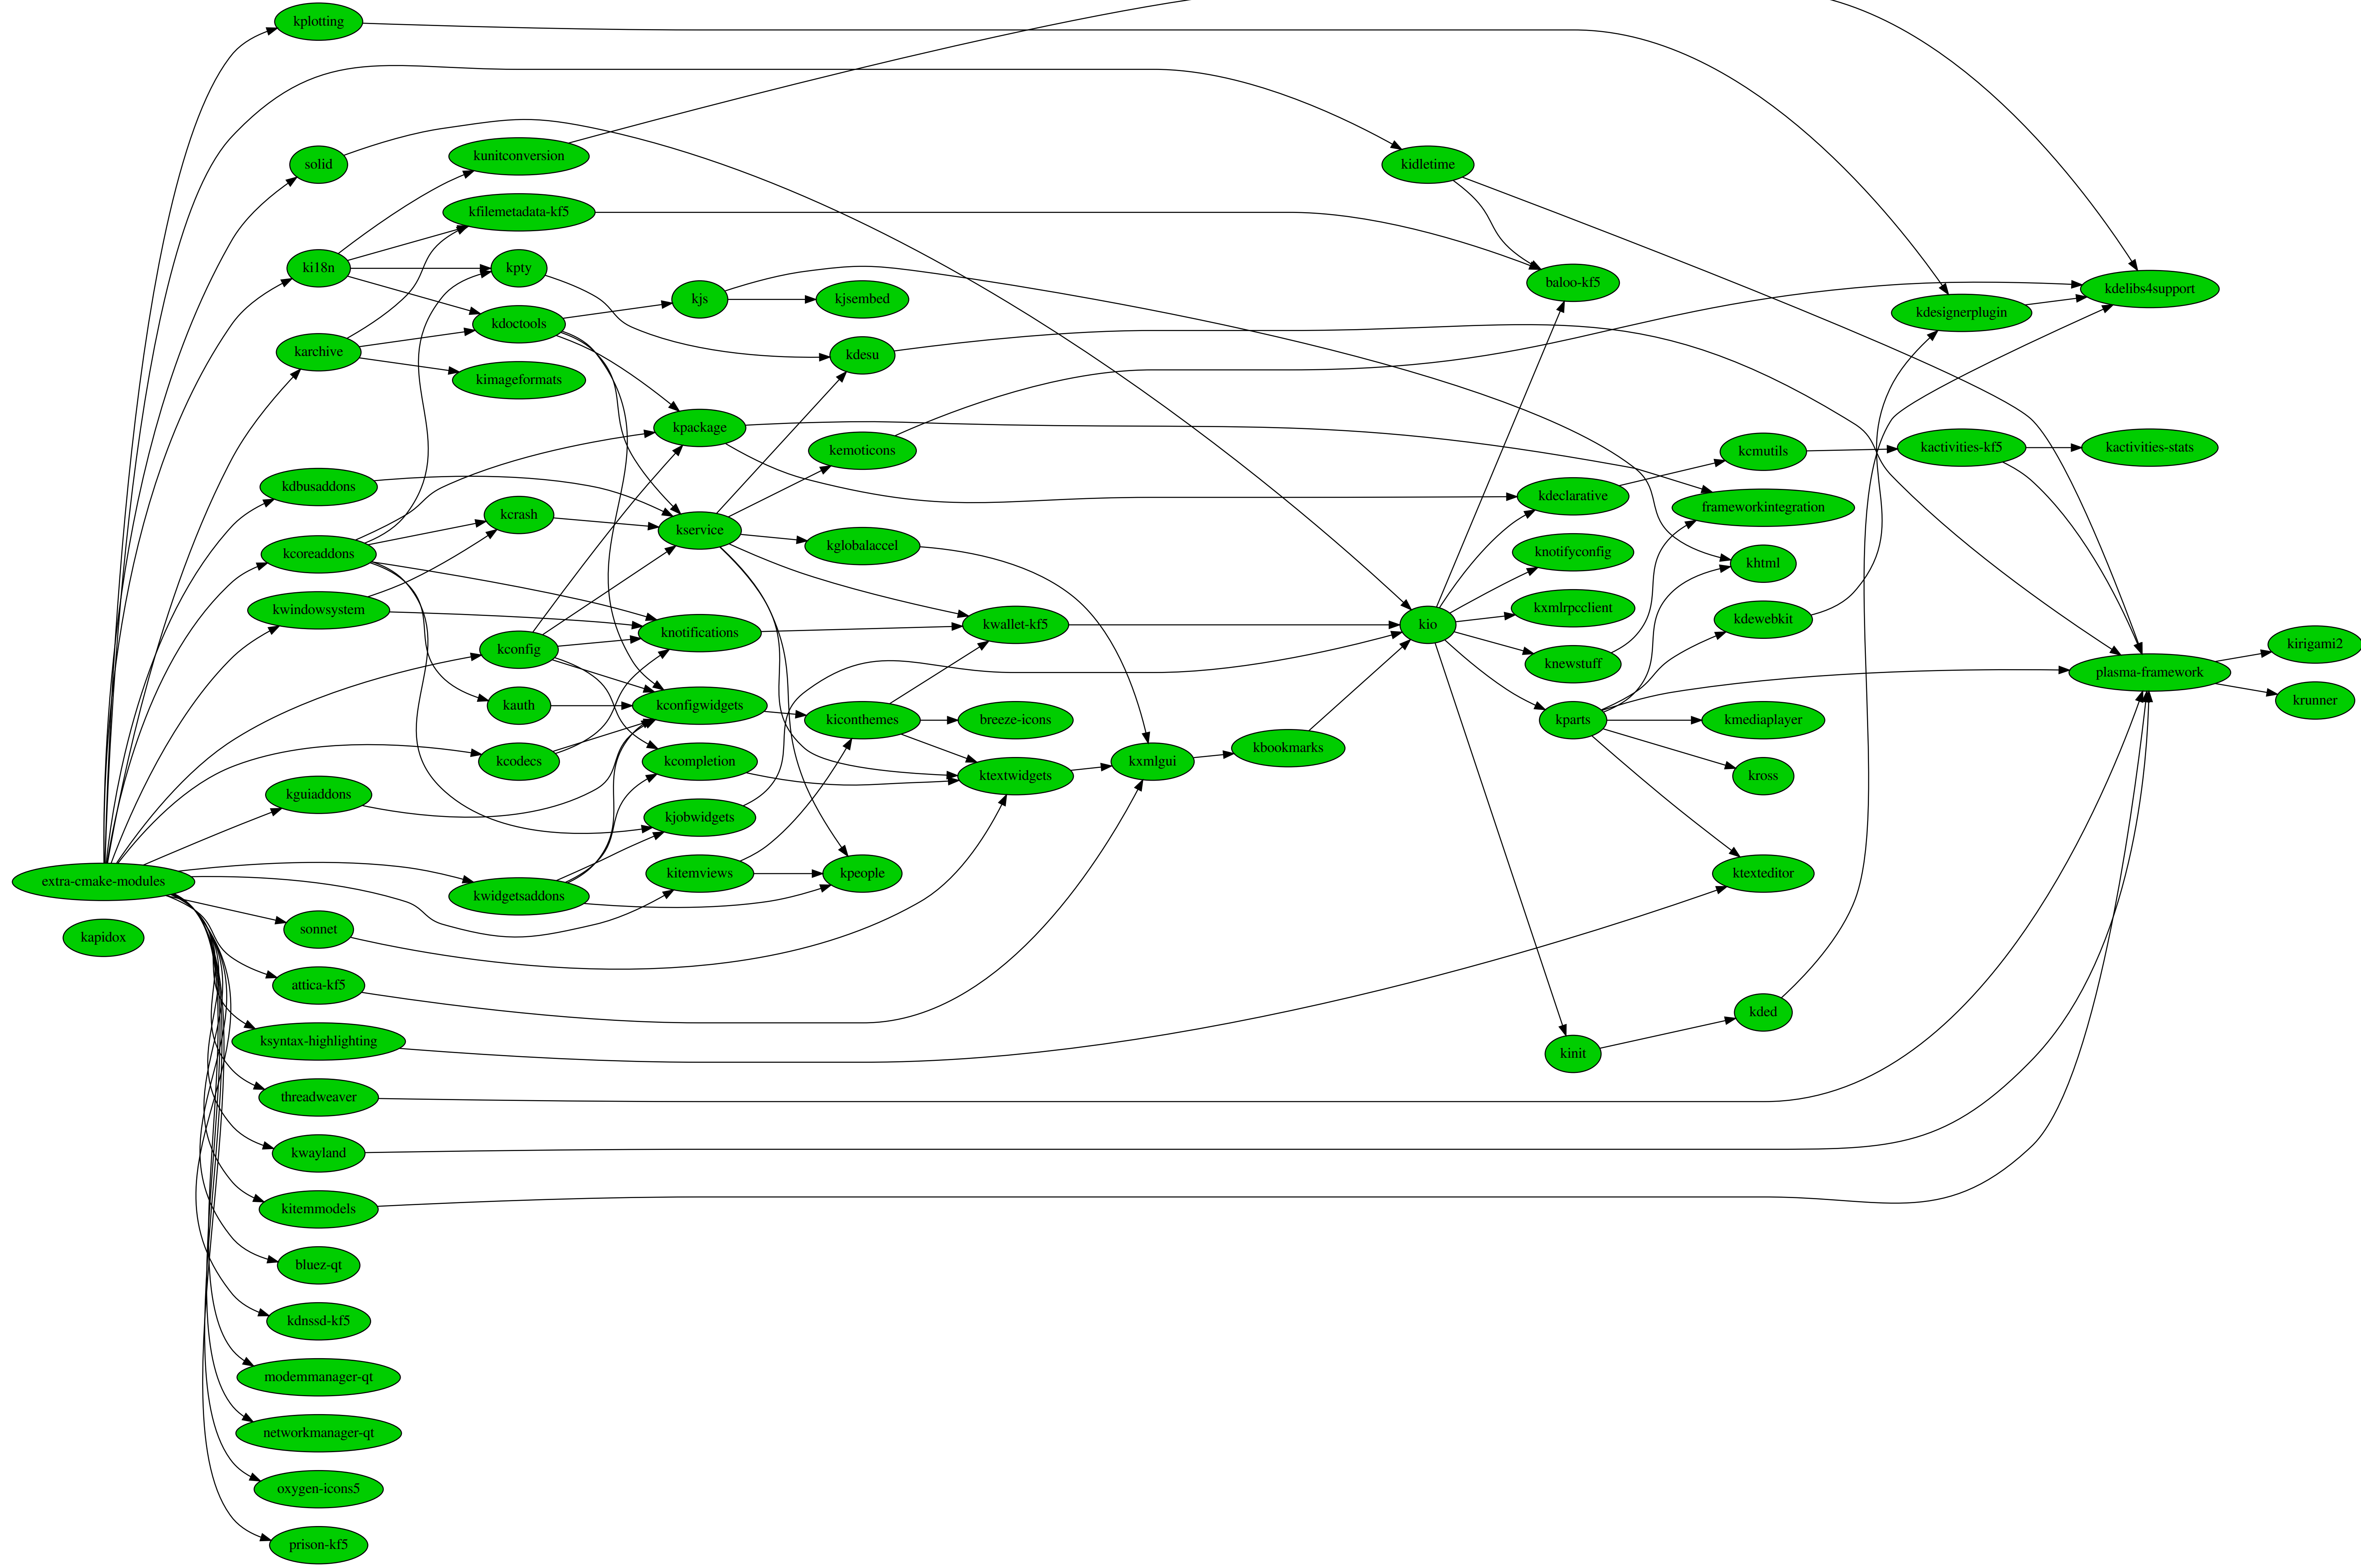 kplotting
solid
kunitconversion
kidletime
kfilemetadata-kf5
ki18n
kpty
baloo-kf5
kdelibs4support
kjs
kjsembed
kdesignerplugin
kdoctools
karchive
kdesu
kimageformats
kpackage
kemoticons
kcmutils
kactivities-kf5
kactivities-stats
kdbusaddons
kdeclarative
frameworkintegration
kcrash
kservice
kcoreaddons
kglobalaccel
knotifyconfig
khtml
kwindowsystem
kxmlrpcclient
kdewebkit
knotifications
kwallet-kf5
kio
kconfig
kirigami2
knewstuff
plasma-framework
kauth
kconfigwidgets
krunner
kiconthemes
breeze-icons
kparts
kmediaplayer
kbookmarks
kcodecs
kcompletion
kxmlgui
ktextwidgets
kross
kguiaddons
kjobwidgets
extra-cmake-modules
kitemviews
kpeople
ktexteditor
kwidgetsaddons
sonnet
kapidox
attica-kf5
kded
ksyntax-highlighting
kinit
threadweaver
kwayland
kitemmodels
bluez-qt
kdnssd-kf5
modemmanager-qt
networkmanager-qt
oxygen-icons5
prison-kf5